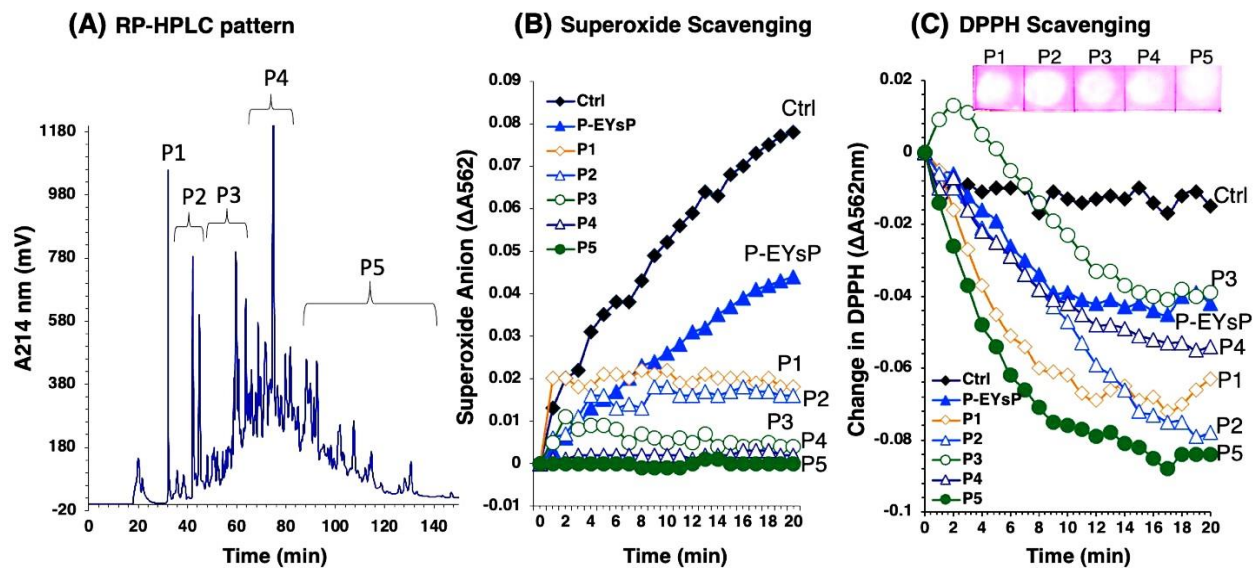 (A) RP-HPLC pattern
A214 nm (mV)
1180
980
780
580
380
180
-20
P1
P2
P3
P4
P5
0
20
40
60
80
100
120
140
Time (min)
(B) Superoxide Scavenging
Superoxide Anion (ΔA562)
0.09
0.08
0.07
0.06
0.05
0.04
0.03
0.02
0.01
0
-0.01
Ctrl
P-EYsP
P1
P2
P3
P4
P5
Ctrl
P-EYsP
P1
P2
P3
P4
P5
0
2
4
6
8
10
12
14
16
18
20
Time (min)
(C) DPPH Scavenging
P1 P2 P3 P4 P5
Change in DPPH (ΔA562nm)
0.02
0
-0.02
-0.04
-0.06
-0.08
-0.1
Ctrl
P3
P-EYsP
P4
P1
P2
P5
Ctrl
P-EYsP
P1
P2
P3
P4
P5
0
2
4
6
8
10
12
14
16
18
20
Time (min)